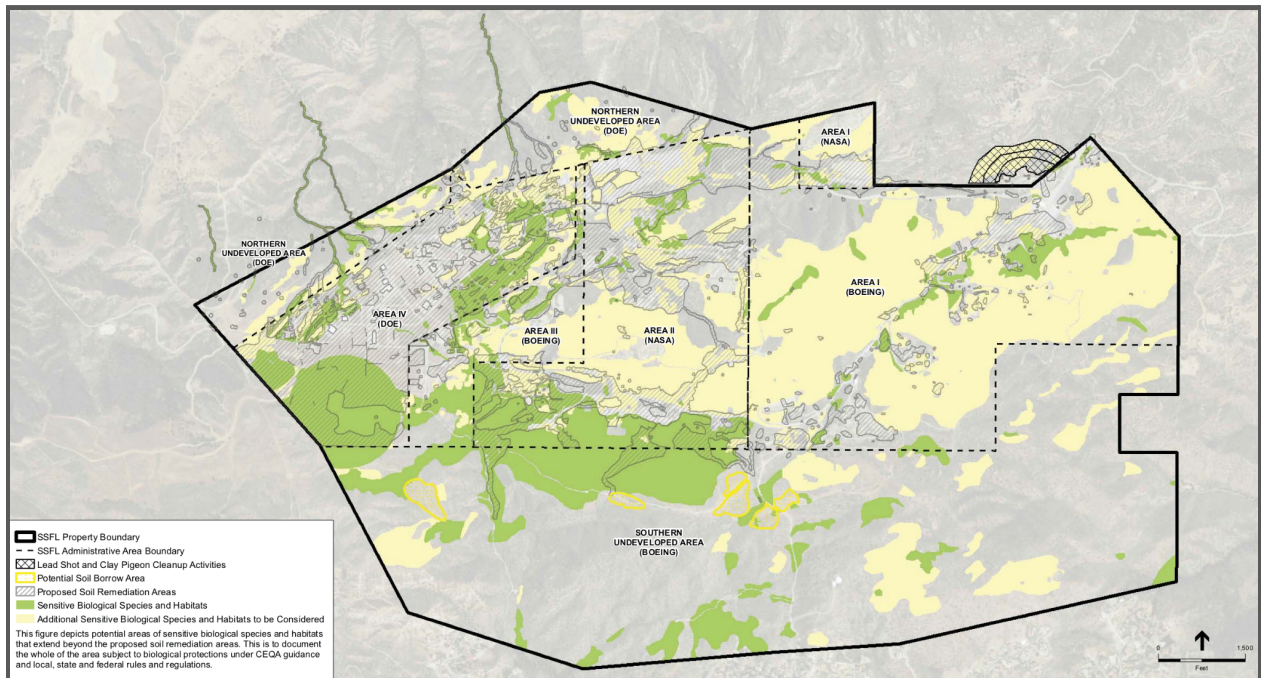 NORTHERN
UNDEVELOPED AREA
(DOE)
AREA I
(NASA)
NORTHERN
UNDEVELOPED AREA
(DOE)
AREA I
(BOEING)
AREA IV
(DOE)
AREA III
(BOEING)
AREA II
(NASA)
SOUTHERN
UNDEVELOPED AREA
(BOEING)
SSFL Property Boundary
SSFL Administrative Area Boundary
Lead Shot and Clay Pigeon Cleanup Activities
Potential Soil Borrow Area
Proposed Soil Remediation Areas
Sensitive Biological Species and Habitats
Additional Sensitive Biological Species and Habitats to be Considered
This figure depicts potential areas of sensitive biological species and habitats
that extend beyond the proposed soil remediation areas. This is to document
the whole of the area subject to biological protections under CEQA guidance
and local, state and federal rules and regulations.
0 1,500
Feet